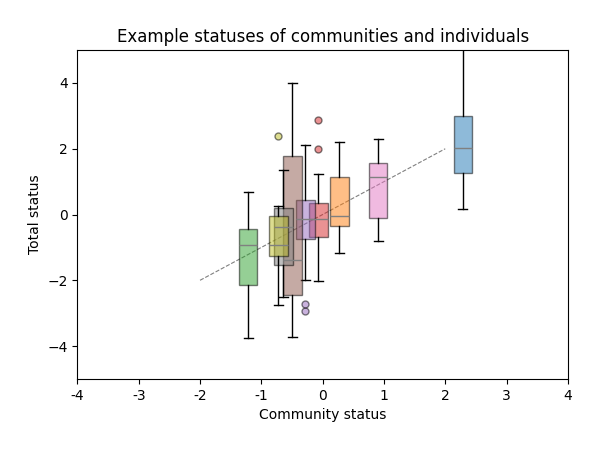 Example statuses of communities and individuals
4
2
0
−2
−4
Total status
-4 -3 -2 -1 0 1 2 3 4
Community status